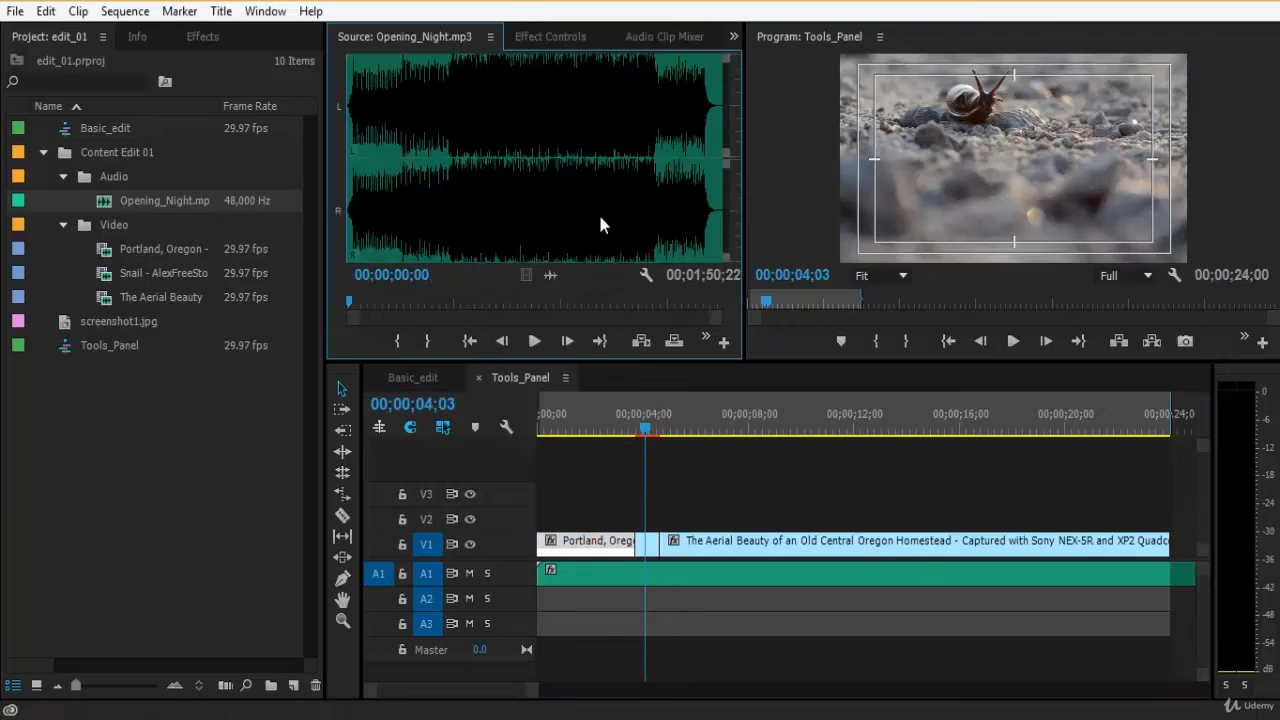 File Edit Clip Sequence Marker Title Window Help
Project: edit_01 Info Effects
edit_01.prproj 10 Items
Name Frame Rate
Basic_edit 29.97 fps
Content Edit 01
Audio
Opening_Night.mp 48,000 Hz
Video
Portland, Oregon - 29.97 fps
Snail - AlexFreeSto 29.97 fps
The Aerial Beauty 29.97 fps
screenshot1.jpg
Tools_Panel 29.97 fps
Source: Opening_Night.mp3 Effect Controls Audio Clip Mixer
L
L
R
R
00;00;00;00 00;01;50;22
Program: Tools_Panel
00;00;04;03 Fit Full 00;00;24;00
Basic_edit Tools_Panel
00;00;04;03
;00;00 00;00;04;00 00;00;08;00 00;00;12;00 00;00;16;00 00;00;20;00 00;00;24;0
V3
V2
V1 fx Portland, Oreg fx The Aerial Beauty of an Old Central Oregon Homestead - Captured with Sony NEX-5R and XP2 Quadc
A1 A1 M S fx
A2 M S
A3 M S
Master 0.0
0
-6
-12
-18
-24
-30
-36
-42
-48
-54
dB
S S
Udemy